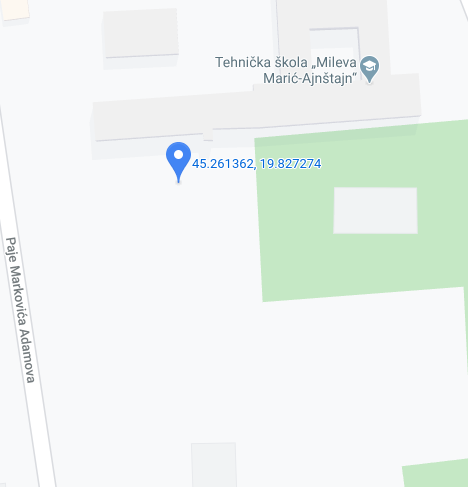 Tehnička škola „Mileva
Marić-Ajnštajn“
45.261362, 19.827274
Paje Markovića Adamova